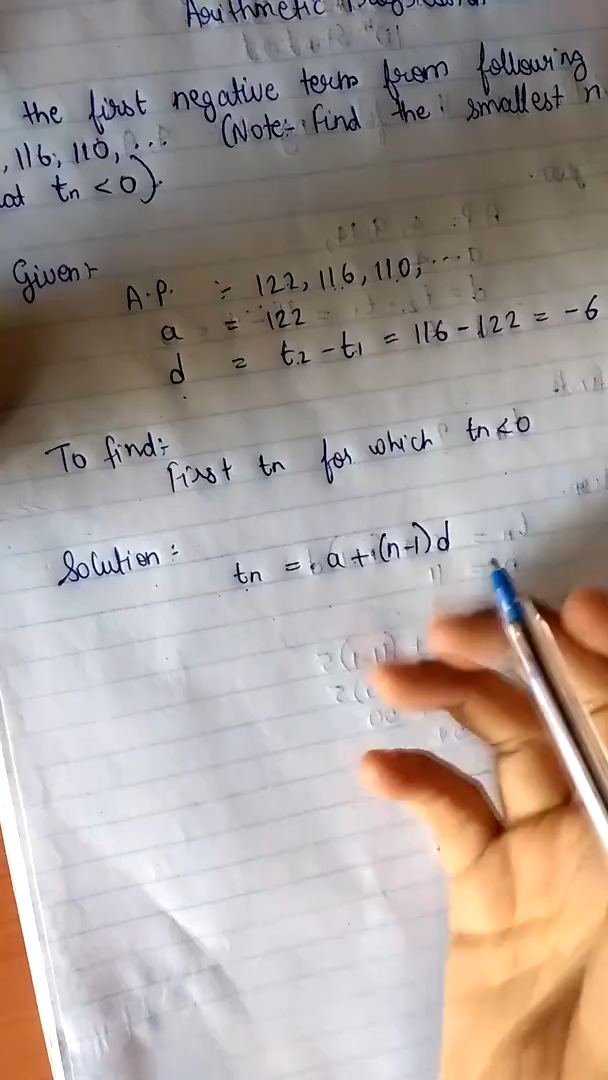 Arithmetic
the first negative term from following
, 116, 110, ... (Note:- Find the smallest n
at tn < 0).
Given:-
A.P. :- 122, 116, 110, ...
a = 122
d = t2 - t1 = 116 - 122 = -6
To find:-
First tn for which tn < 0
Solution :-
tn = a + (n-1)d